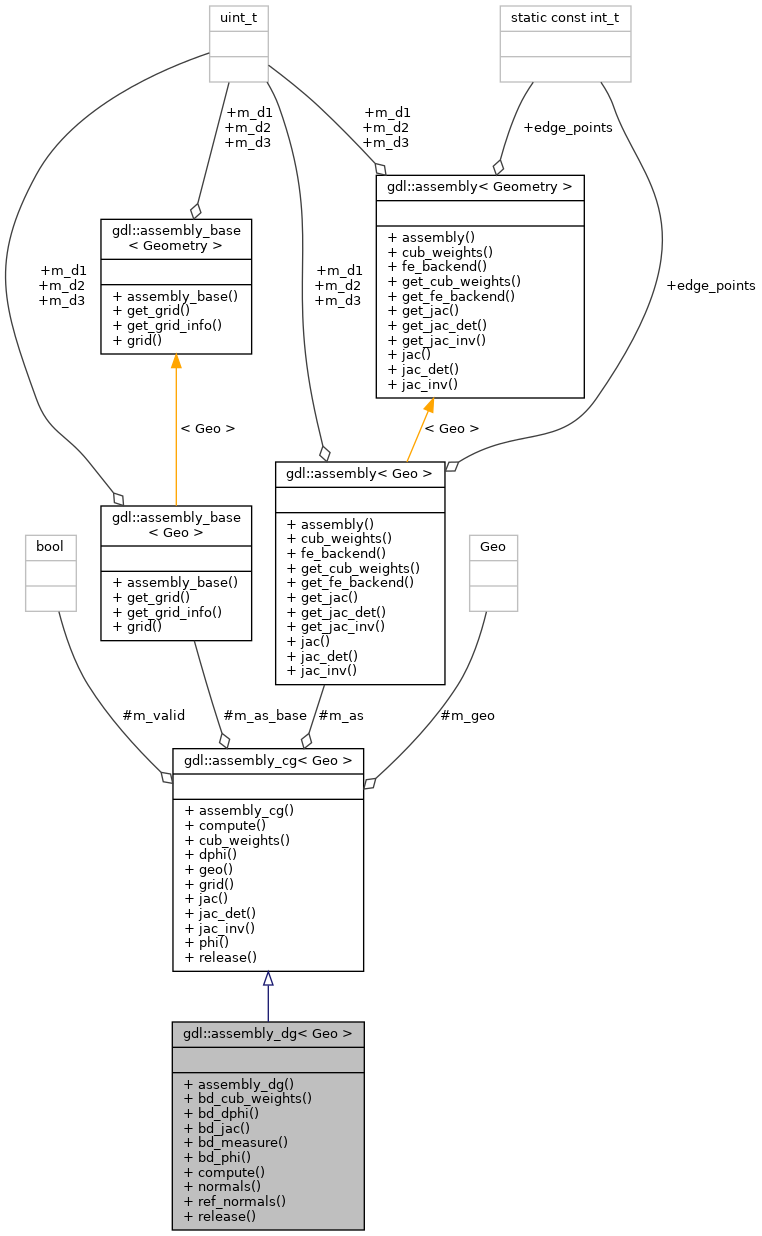 uint_t
static const int_t
+m_d1
+m_d2
+m_d3
+m_d1
+m_d2
+m_d3
+edge_points
gdl::assembly< Geometry >
+ assembly()
+ cub_weights()
+ fe_backend()
+ get_cub_weights()
+ get_fe_backend()
+ get_jac()
+ get_jac_det()
+ get_jac_inv()
+ jac()
+ jac_det()
+ jac_inv()
gdl::assembly_base
< Geometry >
+ assembly_base()
+ get_grid()
+ get_grid_info()
+ grid()
+m_d1
+m_d2
+m_d3
+m_d1
+m_d2
+m_d3
+edge_points
< Geo >
< Geo >
gdl::assembly< Geo >
+ assembly()
+ cub_weights()
+ fe_backend()
+ get_cub_weights()
+ get_fe_backend()
+ get_jac()
+ get_jac_det()
+ get_jac_inv()
+ jac()
+ jac_det()
+ jac_inv()
gdl::assembly_base
< Geo >
+ assembly_base()
+ get_grid()
+ get_grid_info()
+ grid()
bool
Geo
#m_valid
#m_as_base
#m_as
#m_geo
gdl::assembly_cg< Geo >
+ assembly_cg()
+ compute()
+ cub_weights()
+ dphi()
+ geo()
+ grid()
+ jac()
+ jac_det()
+ jac_inv()
+ phi()
+ release()
gdl::assembly_dg< Geo >
+ assembly_dg()
+ bd_cub_weights()
+ bd_dphi()
+ bd_jac()
+ bd_measure()
+ bd_phi()
+ compute()
+ normals()
+ ref_normals()
+ release()